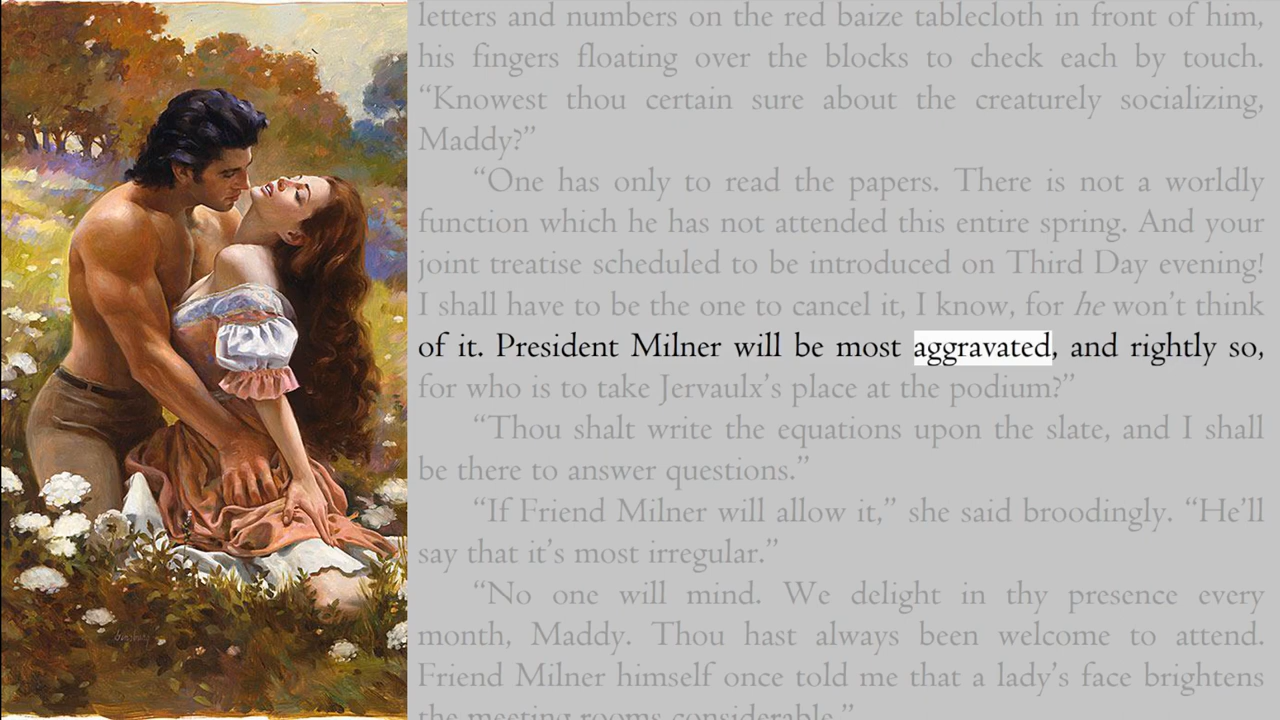 letters and numbers on the red baize tablecloth in front of him,
his fingers floating over the blocks to check each by touch.
“Knowest thou certain sure about the creaturely socializing,
Maddy?”
“One has only to read the papers. There is not a worldly
function which he has not attended this entire spring. And your
joint treatise scheduled to be introduced on Third Day evening!
I shall have to be the one to cancel it, I know, for he won’t think
of it. President Milner will be most aggravated, and rightly so,
for who is to take Jervaulx’s place at the podium?”
“Thou shalt write the equations upon the slate, and I shall
be there to answer questions.”
“If Friend Milner will allow it,” she said broodingly. “He’ll
say that it’s most irregular.”
“No one will mind. We delight in thy presence every
month, Maddy. Thou hast always been welcome to attend.
Friend Milner himself once told me that a lady’s face brightens
the meeting rooms considerable.”